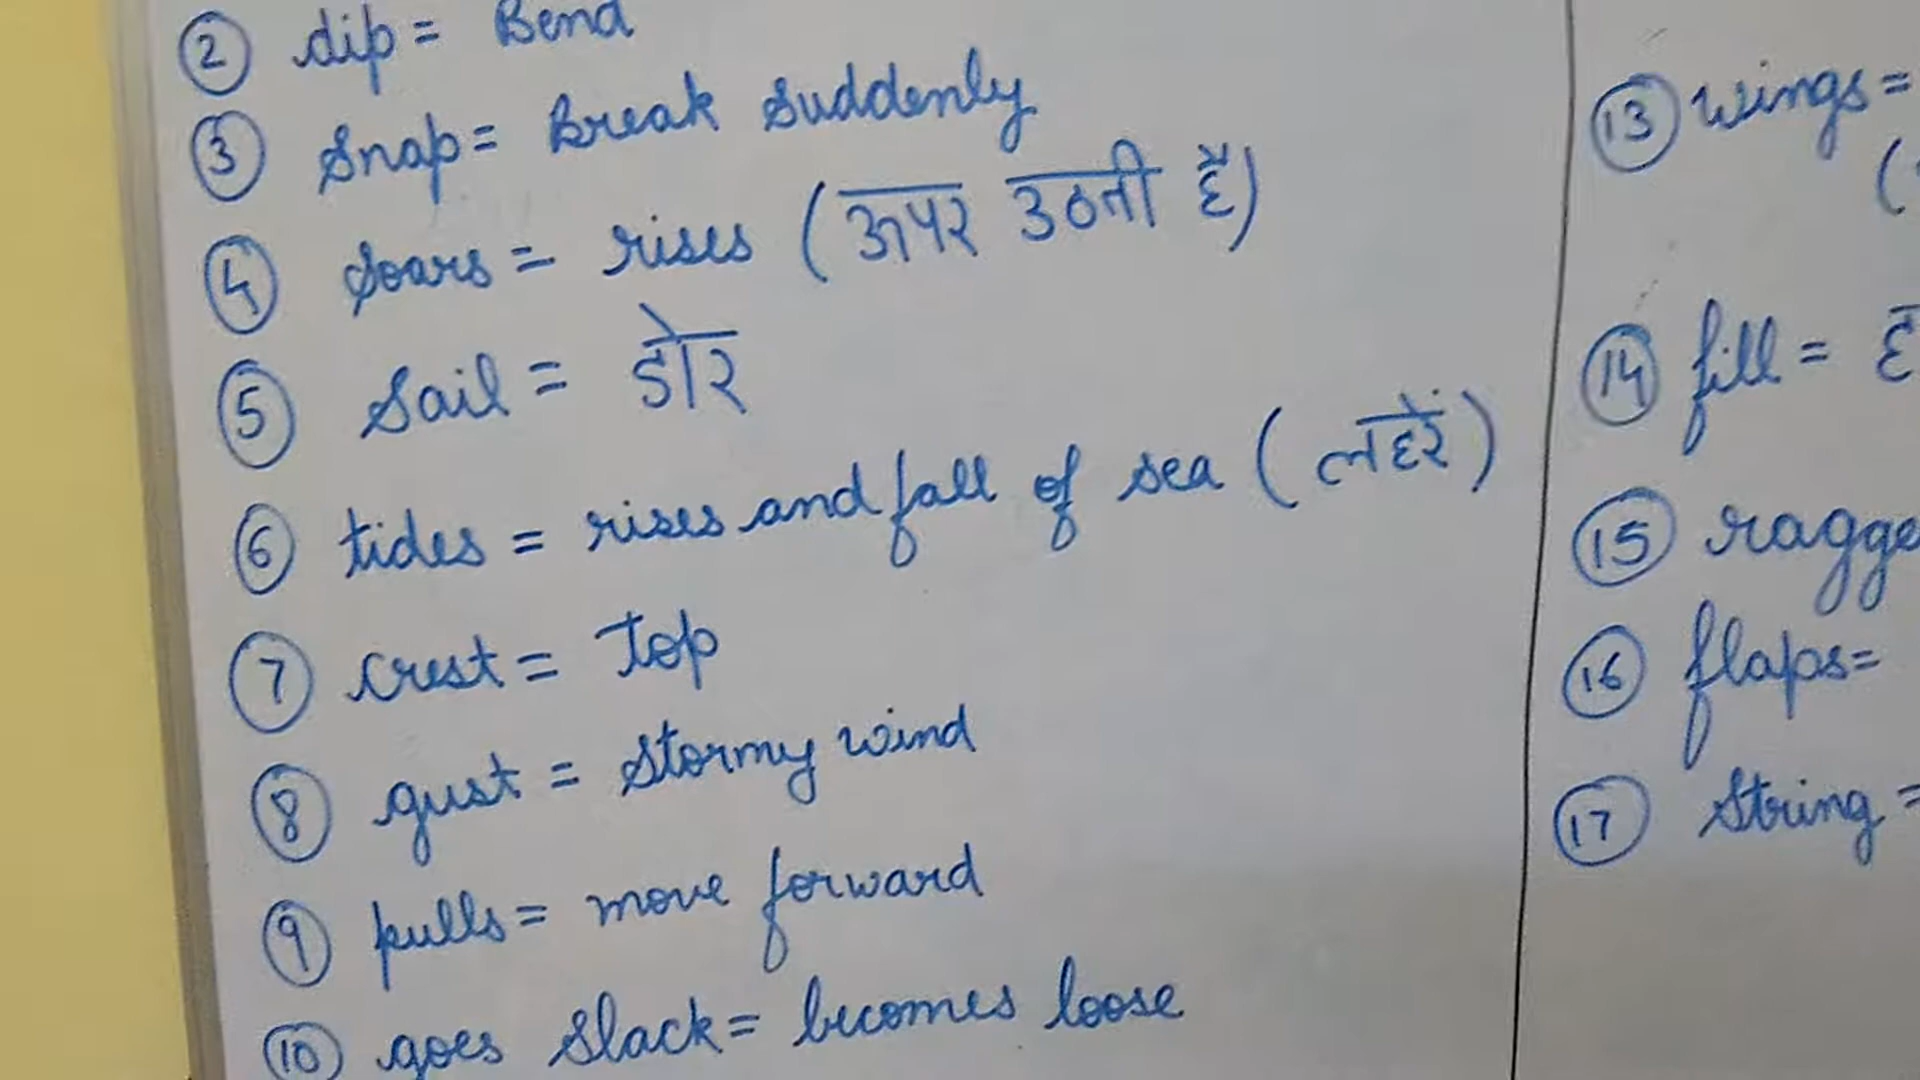 ② dip = Bend
③ Snap = Break Suddenly
④ Soars = rises (ऊपर उठती है)
⑤ Sail = डोर
⑥ tides = rises and fall of sea (लहरें)
⑦ crest = Top
⑧ gust = Stormy wind
⑨ pulls = move forward
⑩ goes Slack = becomes loose
⑬ wings =
(
⑭ fill =
⑮ ragge
⑯ flaps =
⑰ String =